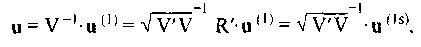 u = V⁻¹·u⁽¹⁾ = √V′V⁻¹ R′·u⁽¹⁾ = √V′V⁻¹·u⁽¹ˢ⁾.